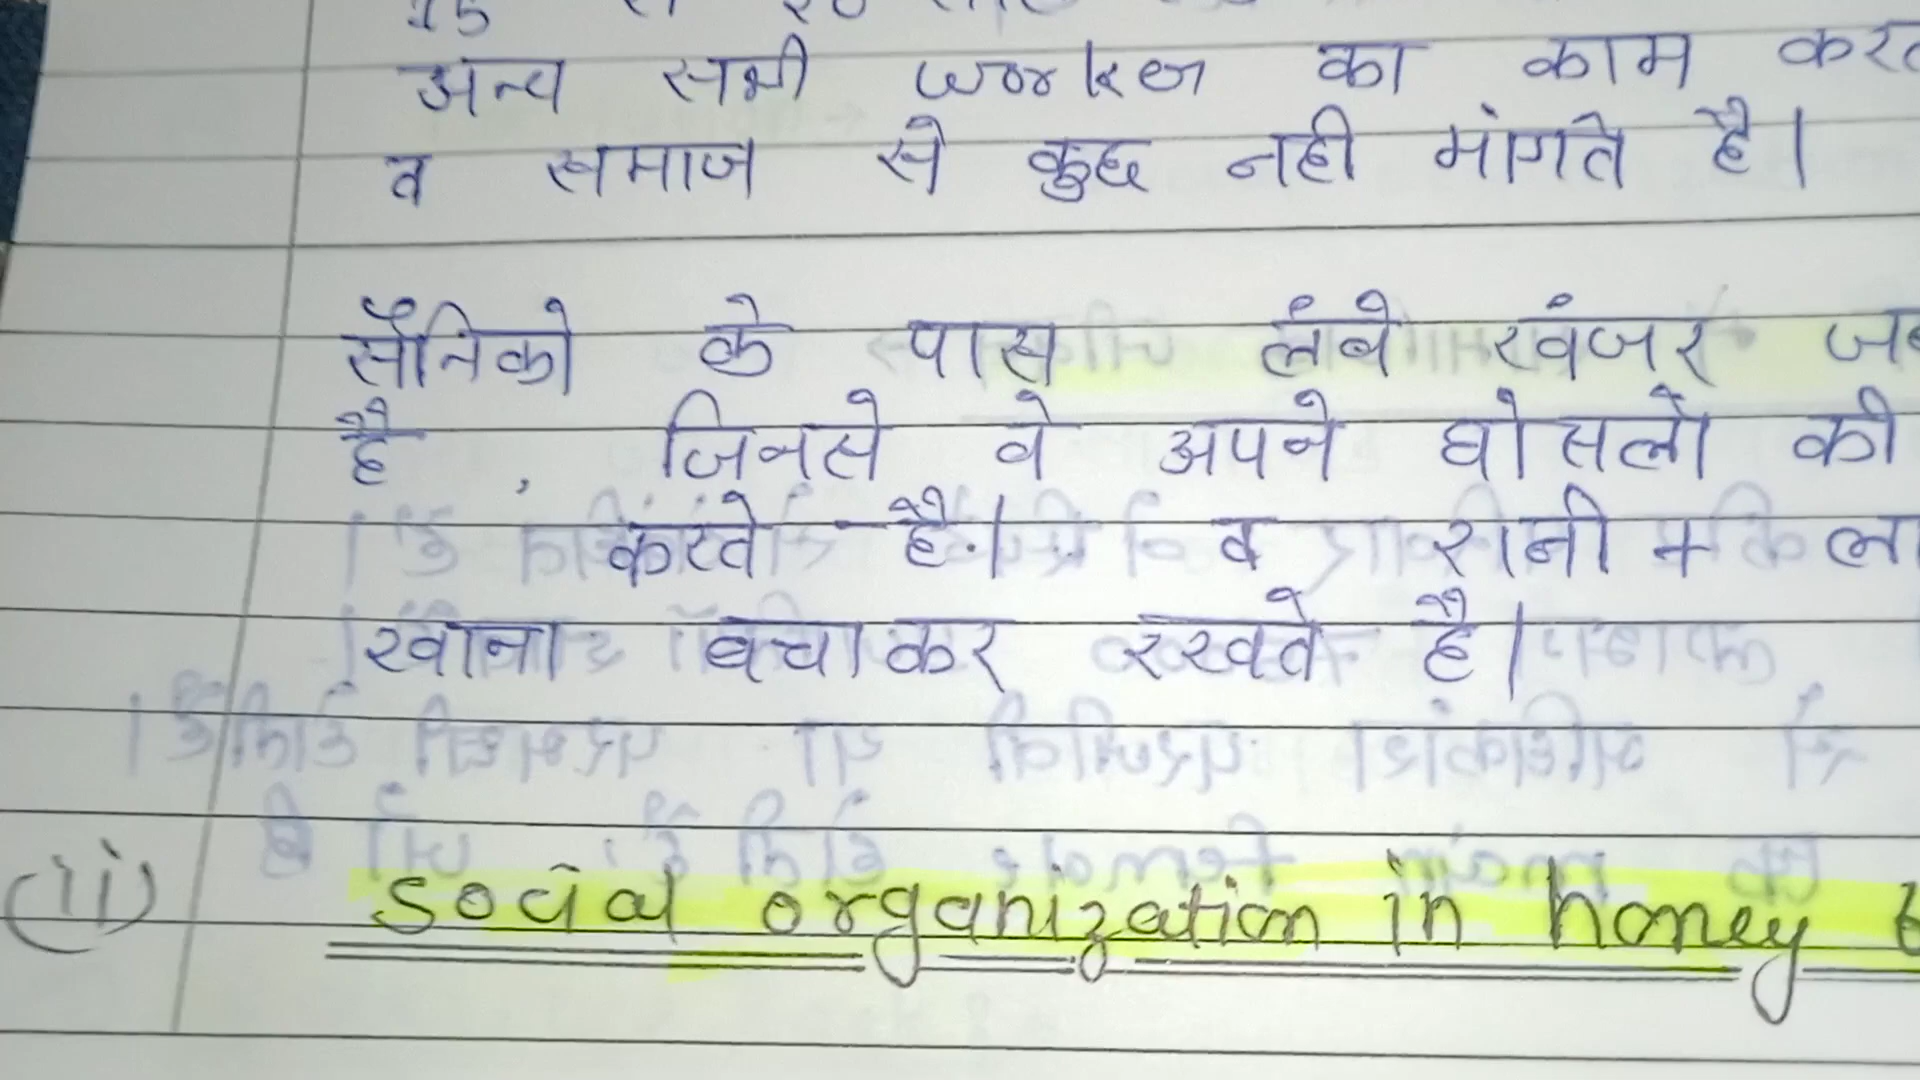 15
अन्य सभी worker का काम
व समाज से कुछ नही मांगते है।
सैनिको के पास लंबे खंजर
है , जिनसे वे अपने घोसलों की
करते है। व रानी +
खाना बचाकर रखते है।
(ii) social organization in honey